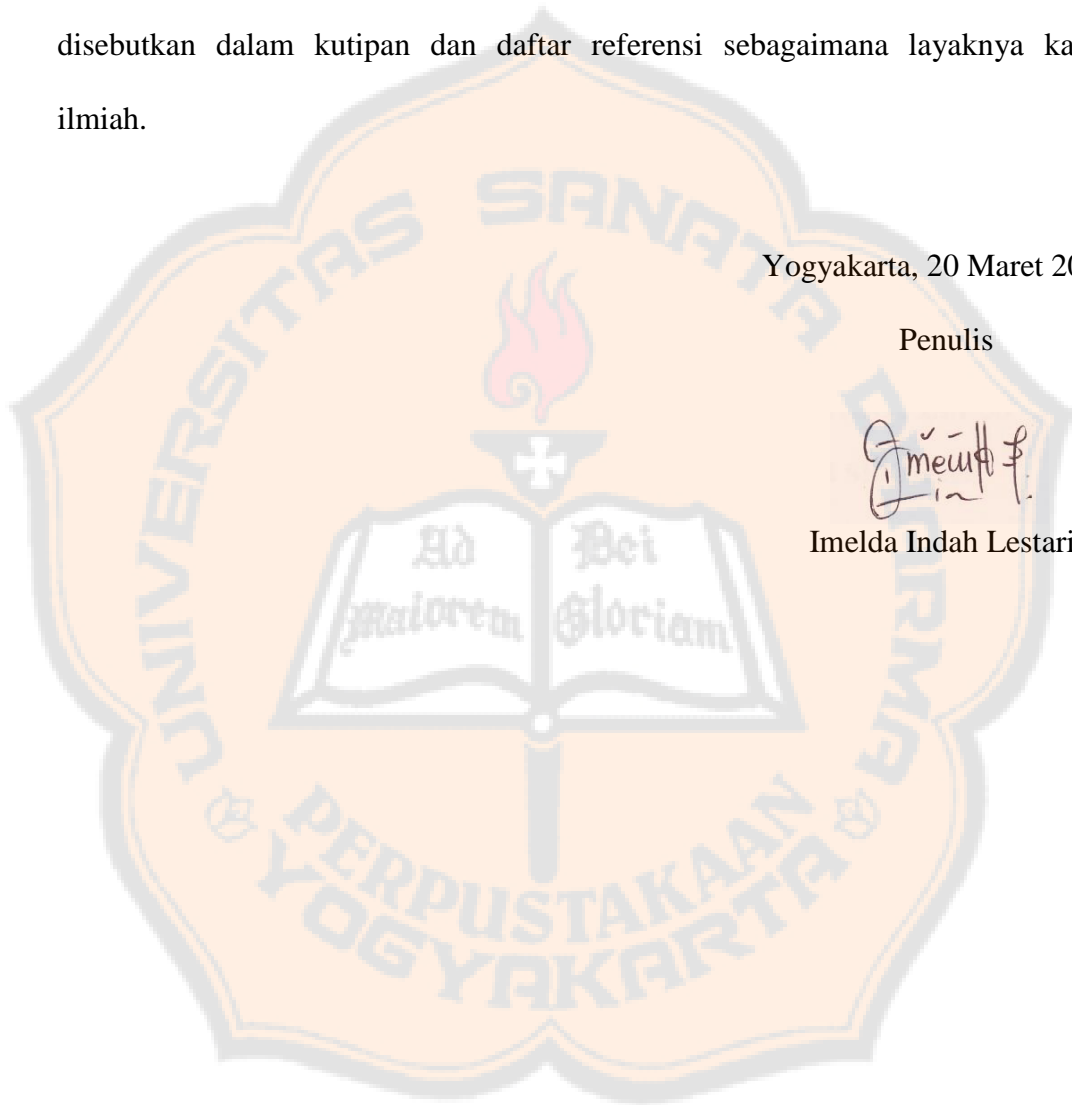 disebutkan dalam kutipan dan daftar referensi sebagaimana layaknya ka
ilmiah.
UNIVERSITAS SANATA DHARMA
Yogyakarta, 20 Maret 20
Penulis
Imelda Indah Lestari
Ad
Maiorem
Dei
Gloriam
PERPUSTAKAAN
YOGYAKARTA